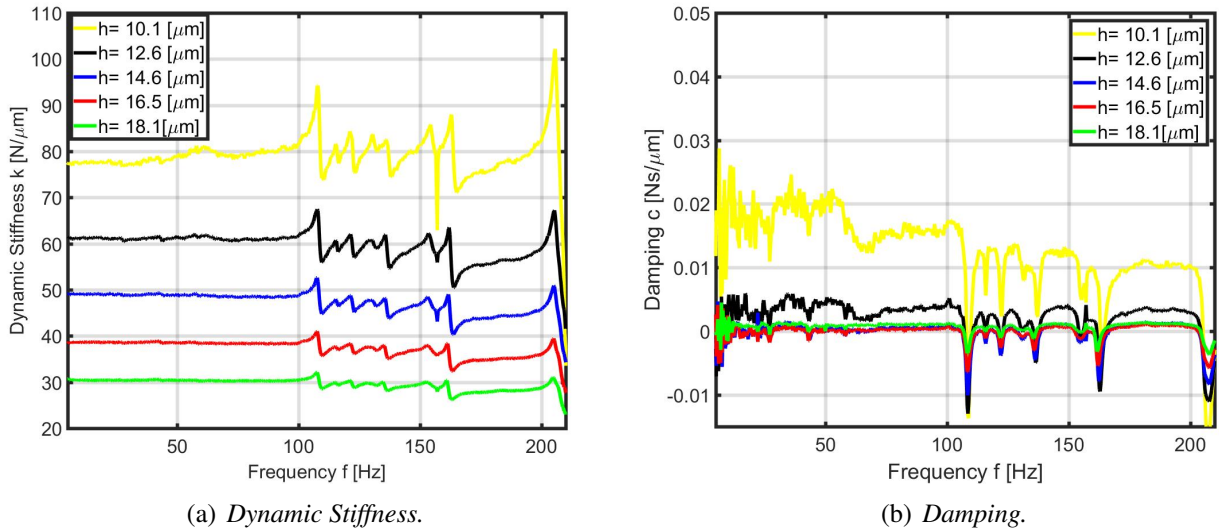 110
100
90
80
70
60
50
40
30
20
Dynamic Stiffness k [N/μm]
h= 10.1 [μm]
h= 12.6 [μm]
h= 14.6 [μm]
h= 16.5 [μm]
h= 18.1[μm]
50
100
150
200
Frequency f [Hz]
(a) Dynamic Stiffness.
0.05
0.04
0.03
0.02
0.01
0
-0.01
Damping c [Ns/μm]
h= 10.1 [μm]
h= 12.6 [μm]
h= 14.6 [μm]
h= 16.5 [μm]
h= 18.1[μm]
50
100
150
200
Frequency f [Hz]
(b) Damping.